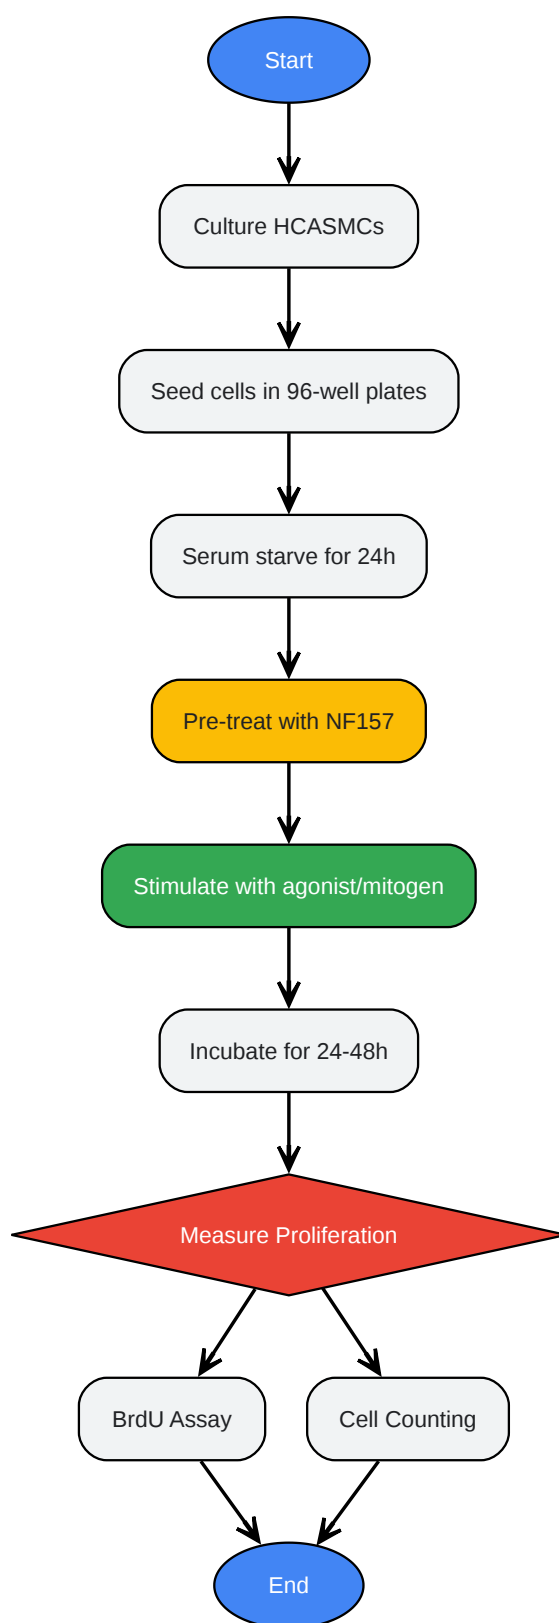 Start
Culture HCASMCs
Seed cells in 96-well plates
Serum starve for 24h
Pre-treat with NF157
Stimulate with agonist/mitogen
Incubate for 24-48h
Measure Proliferation
BrdU Assay
Cell Counting
End